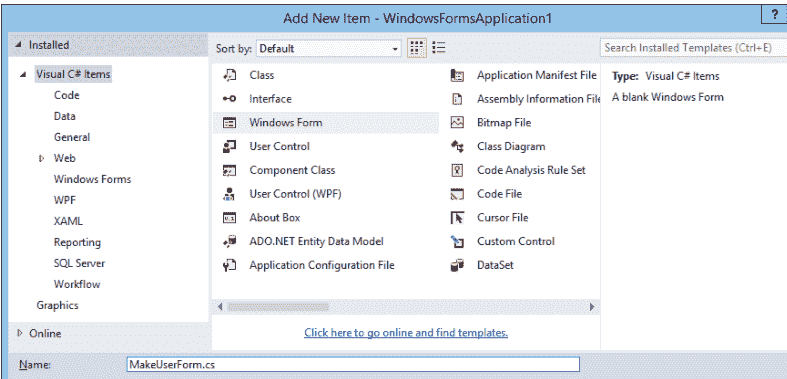 Add New Item - WindowsFormsApplication1
?
Installed
Sort by: Default
Search Installed Templates (Ctrl+E)
Visual C# Items
Code
Data
General
Web
Windows Forms
WPF
XAML
Reporting
SQL Server
Workflow
Graphics
Online
Class
Interface
Windows Form
User Control
Component Class
User Control (WPF)
About Box
ADO.NET Entity Data Model
Application Configuration File
Application Manifest File
Assembly Information File
Bitmap File
Class Diagram
Code Analysis Rule Set
Code File
Cursor File
Custom Control
DataSet
Type: Visual C# Items
A blank Windows Form
Click here to go online and find templates.
Name: MakeUserForm.cs